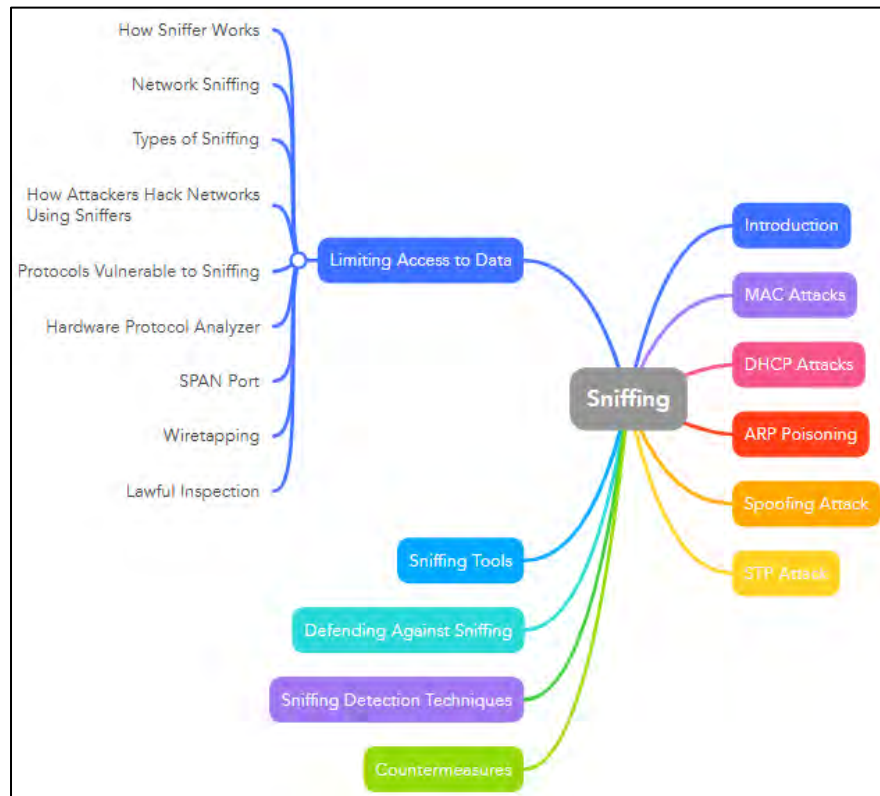 How Sniffer Works
Network Sniffing
Types of Sniffing
How Attackers Hack Networks
Using Sniffers
Protocols Vulnerable to Sniffing
Hardware Protocol Analyzer
SPAN Port
Wiretapping
Lawful Inspection
Limiting Access to Data
Sniffing
Introduction
MAC Attacks
DHCP Attacks
ARP Poisoning
Spoofing Attack
STP Attack
Sniffing Tools
Defending Against Sniffing
Sniffing Detection Techniques
Countermeasures